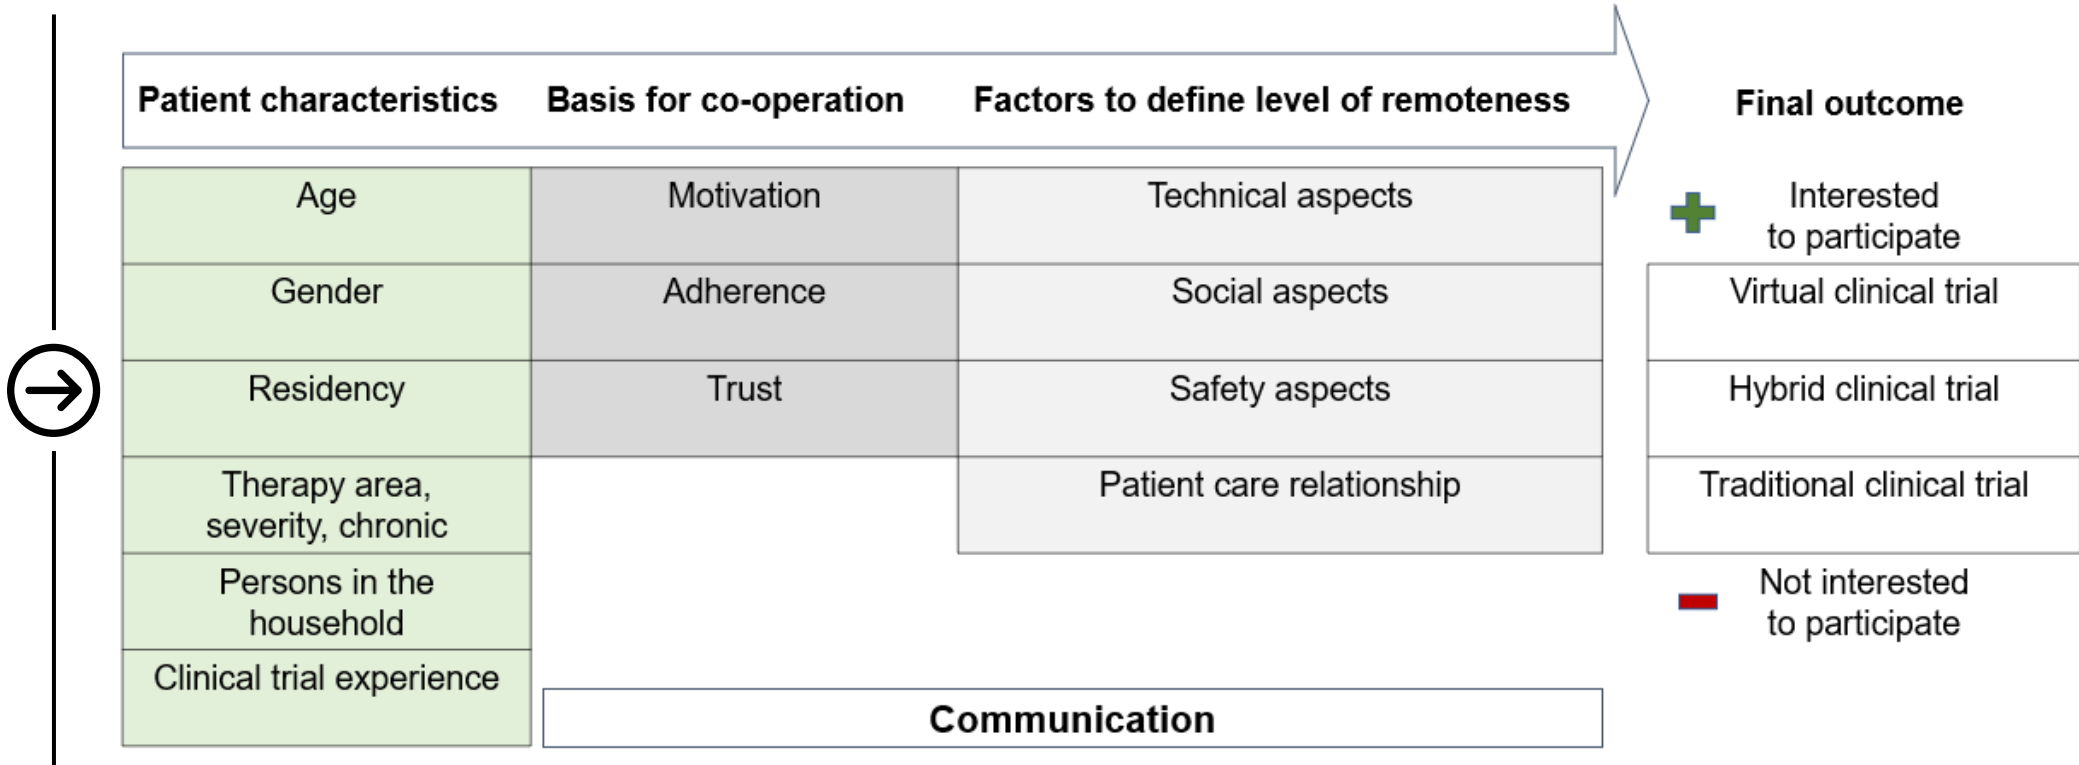 Patient characteristics
Basis for co-operation
Factors to define level of remoteness
Final outcome
Age
Motivation
Technical aspects
Interested
to participate
Gender
Adherence
Social aspects
Virtual clinical trial
Residency
Trust
Safety aspects
Hybrid clinical trial
Therapy area,
severity, chronic
Patient care relationship
Traditional clinical trial
Persons in the
household
Not interested
to participate
Clinical trial experience
Communication